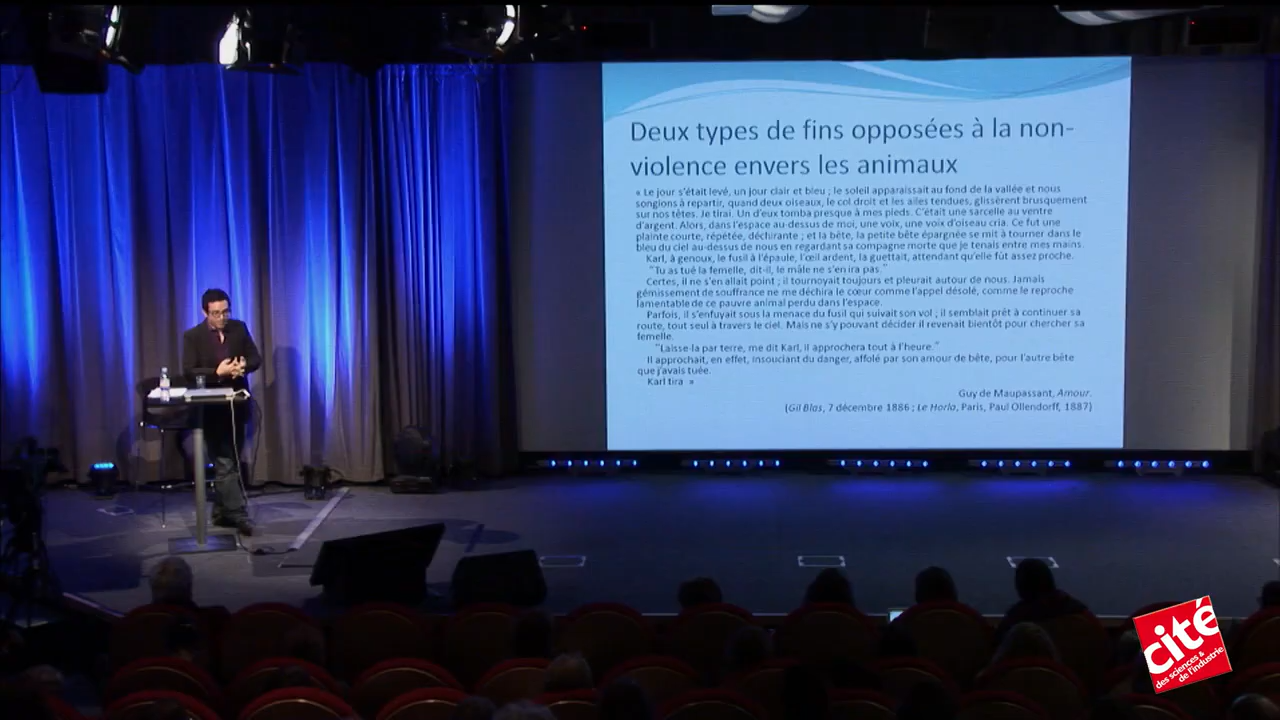 Deux types de fins opposées à la non-
violence envers les animaux
« Le jour s'était levé, un jour clair et bleu ; le soleil apparaissait au fond de la vallée et nous
songions à repartir, quand deux oiseaux, le col droit et les ailes tendues, glissèrent brusquement
sur nos têtes. Je tirai. Un d'eux tomba presque à mes pieds. C'était une sarcelle au ventre
d'argent. Alors, dans l'espace au-dessus de moi, une voix, une voix d'oiseau cria. Ce fut une
plainte courte, répétée, déchirante ; et la bête, la petite bête épargnée se mit à tourner dans le
bleu du ciel au-dessus de nous en regardant sa compagne morte que je tenais entre mes mains.
Karl, à genoux, le fusil à l'épaule, l'œil ardent, la guettait, attendant qu'elle fût assez proche.
"Tu as tué la femelle, dit-il, le mâle ne s'en ira pas."
Certes, il ne s'en allait point ; il tournoyait toujours et pleurait autour de nous. Jamais
gémissement de souffrance ne me déchira le cœur comme l'appel désolé, comme le reproche
lamentable de ce pauvre animal perdu dans l'espace.
Parfois, il s'enfuyait sous la menace du fusil qui suivait son vol ; il semblait prêt à continuer sa
route, tout seul à travers le ciel. Mais ne s'y pouvant décider il revenait bientôt pour chercher sa
femelle.
"Laisse-la par terre, me dit Karl, il approchera tout à l'heure."
Il approchait, en effet, insouciant du danger, affolé par son amour de bête, pour l'autre bête
que j'avais tuée.
Karl tira »
Guy de Maupassant, Amour.
(Gil Blas, 7 décembre 1886 ; Le Horla, Paris, Paul Ollendorff, 1887)
cité
des sciences &
de l'industrie